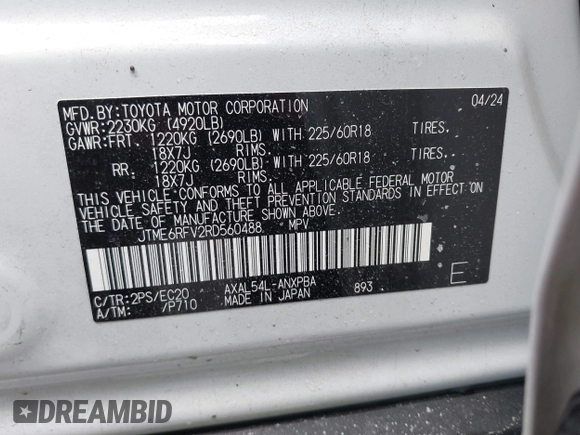 MFD.BY:TOYOTA MOTOR CORPORATION 04/24
GVWR:2230KG (4920LB)
GAWR:FRT. 1220KG (2690LB) WITH 225/60R18 TIRES.
18X7J RIMS.
RR. 1220KG (2690LB) WITH 225/60R18 TIRES.
18X7J RIMS.
THIS VEHICLE CONFORMS TO ALL APPLICABLE FEDERAL MOTOR
VEHICLE SAFETY AND THEFT PREVENTION STANDARDS IN EFFECT
ON THE DATE OF MANUFACTURE SHOWN ABOVE.
JTME6RFV2RD560488 MPV
C/TR:2PS/EC20 AXAL54L-ANXPBA 893 E
A/TM: /P710 MADE IN JAPAN
DREAMBID